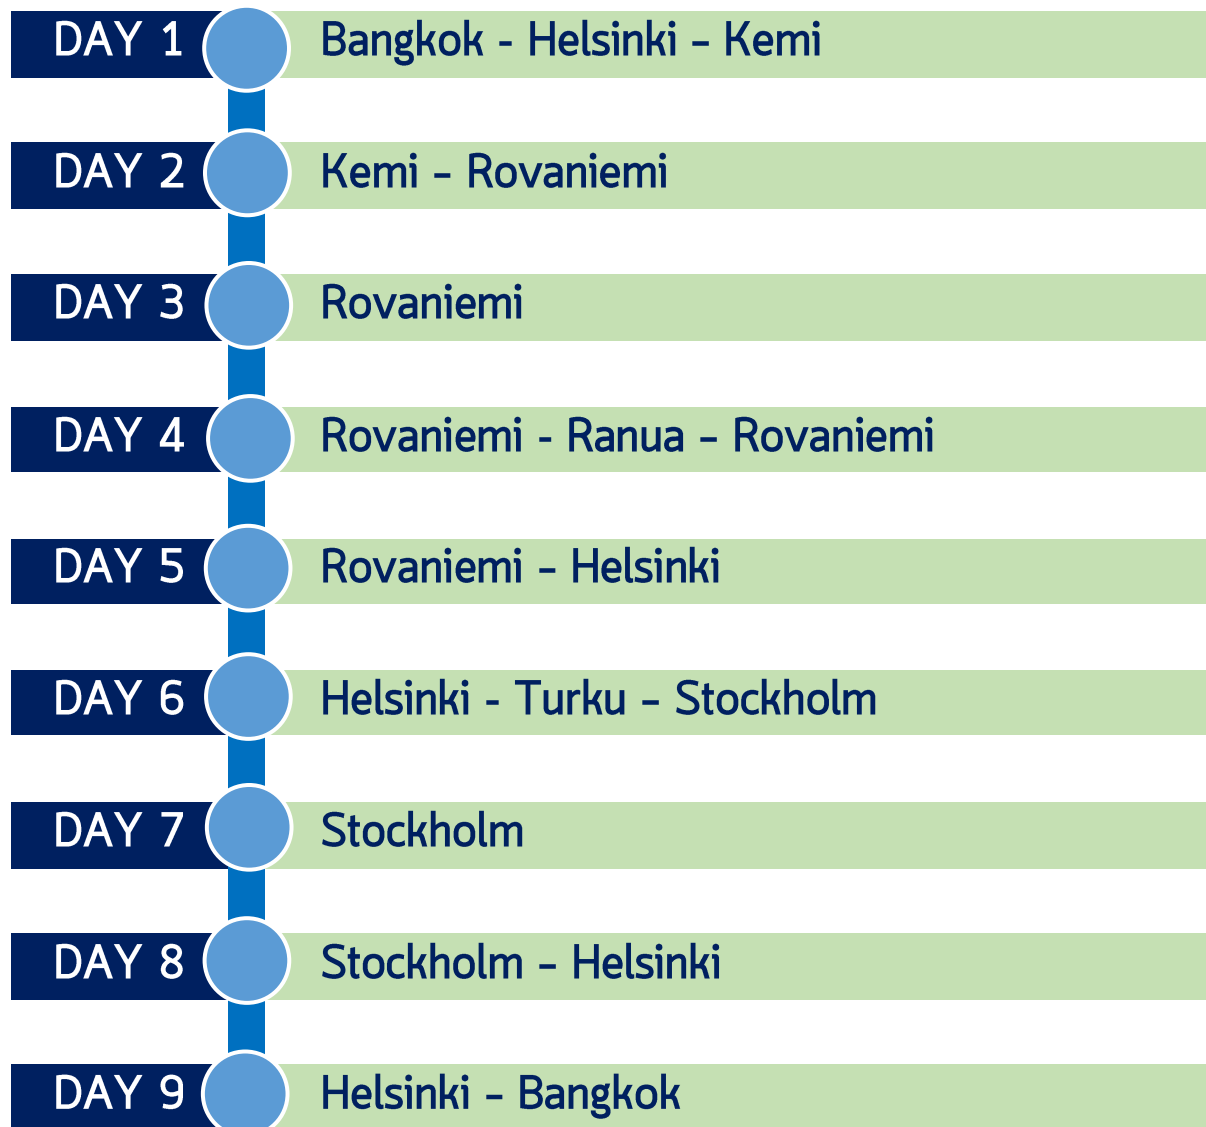 DAY 1 Bangkok - Helsinki – Kemi
DAY 2 Kemi – Rovaniemi
DAY 3 Rovaniemi
DAY 4 Rovaniemi - Ranua – Rovaniemi
DAY 5 Rovaniemi – Helsinki
DAY 6 Helsinki - Turku – Stockholm
DAY 7 Stockholm
DAY 8 Stockholm – Helsinki
DAY 9 Helsinki – Bangkok